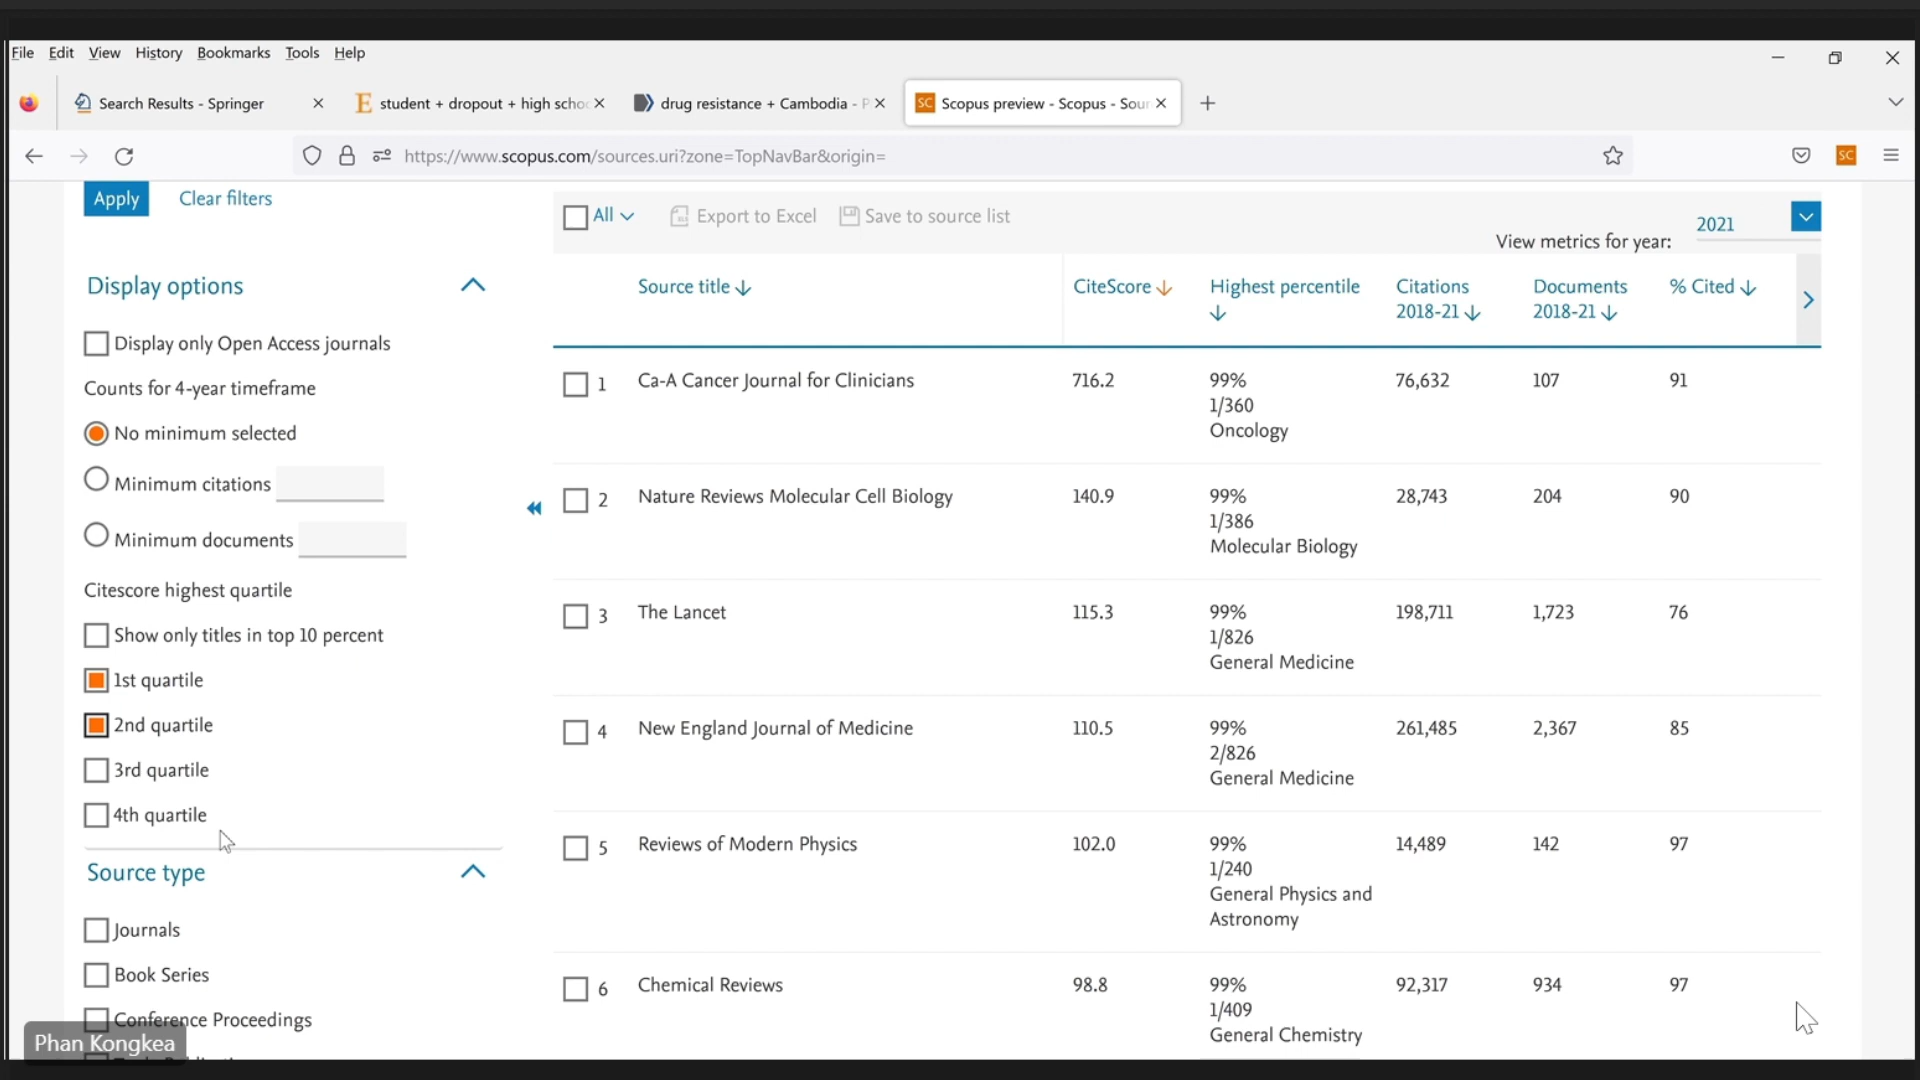 File Edit View History Bookmarks Tools Help
Search Results - Springer
student + dropout + high scho
drug resistance + Cambodia - P
SC Scopus preview - Scopus - Sour
https://www.scopus.com/sources.uri?zone=TopNavBar&origin=
SC
Apply Clear filters
All Export to Excel Save to source list
View metrics for year: 2021
Display options
Display only Open Access journals
Counts for 4-year timeframe
No minimum selected
Minimum citations
Minimum documents
Citescore highest quartile
Show only titles in top 10 percent
1st quartile
2nd quartile
3rd quartile
4th quartile
Source type
Journals
Book Series
Conference Proceedings
Phan Kongkea
Source title CiteScore Highest percentile Citations 2018-21 Documents 2018-21 % Cited
1 Ca-A Cancer Journal for Clinicians 716.2 99% 76,632 107 91
1/360
Oncology
2 Nature Reviews Molecular Cell Biology 140.9 99% 28,743 204 90
1/386
Molecular Biology
3 The Lancet 115.3 99% 198,711 1,723 76
1/826
General Medicine
4 New England Journal of Medicine 110.5 99% 261,485 2,367 85
2/826
General Medicine
5 Reviews of Modern Physics 102.0 99% 14,489 142 97
1/240
General Physics and
Astronomy
6 Chemical Reviews 98.8 99% 92,317 934 97
1/409
General Chemistry